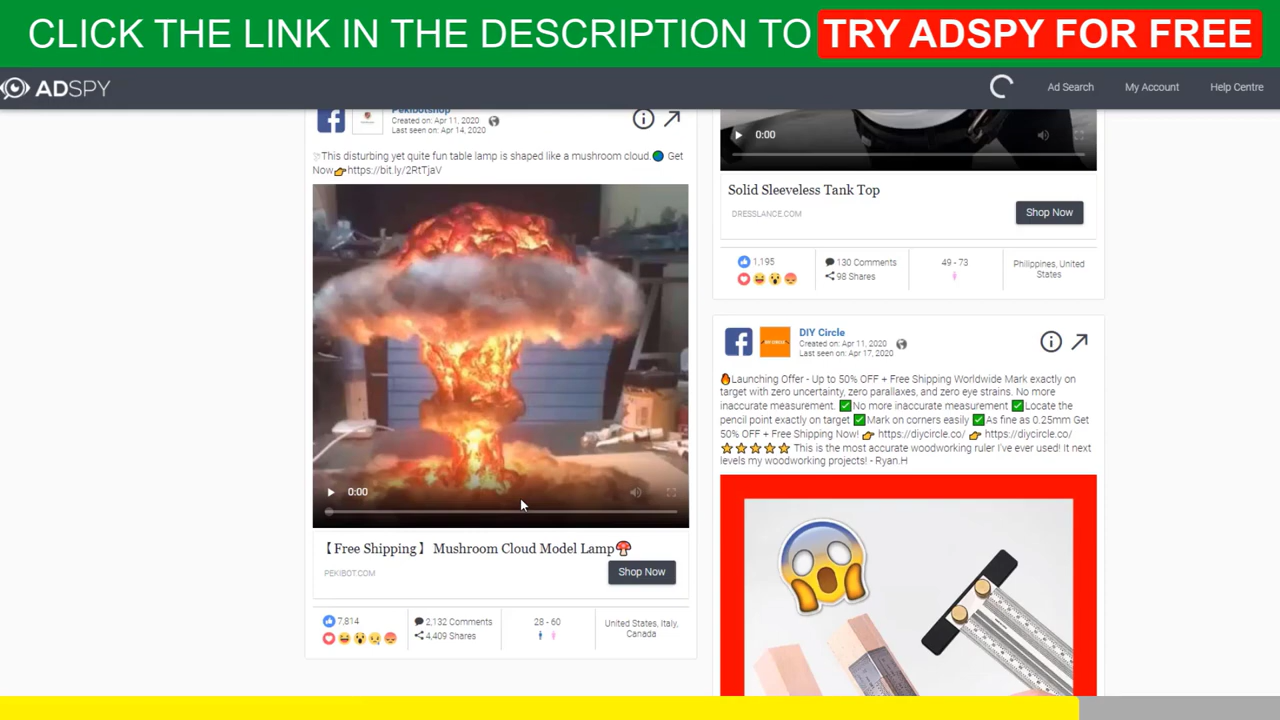 CLICK THE LINK IN THE DESCRIPTION TO TRY ADSPY FOR FREE
ADSPY
Ad Search
My Account
Help Centre
Pekibotshop
Created on: Apr 11, 2020
Last seen on: Apr 14, 2020
This disturbing yet quite fun table lamp is shaped like a mushroom cloud.🌏 Get
Now👉https://bit.ly/2RtTjaV
0:00
【Free Shipping】 Mushroom Cloud Model Lamp🍄
PEKIBOT.COM
Shop Now
7,814
2,132 Comments
4,409 Shares
28 - 60
United States, Italy,
Canada
0:00
Solid Sleeveless Tank Top
DRESSLANCE.COM
Shop Now
1,195
130 Comments
98 Shares
49 - 73
Philippines, United
States
DIY Circle
Created on: Apr 11, 2020
Last seen on: Apr 17, 2020
🔥Launching Offer - Up to 50% OFF + Free Shipping Worldwide Mark exactly on
target with zero uncertainty, zero parallaxes, and zero eye strains. No more
inaccurate measurement. ✅No more inaccurate measurement ✅Locate the
pencil point exactly on target ✅Mark on corners easily ✅As fine as 0.25mm Get
50% OFF + Free Shipping Now! 👉 https://diycircle.co/ 👉 https://diycircle.co/
⭐⭐⭐⭐⭐ This is the most accurate woodworking ruler I've ever used! It next
levels my woodworking projects! - Ryan.H